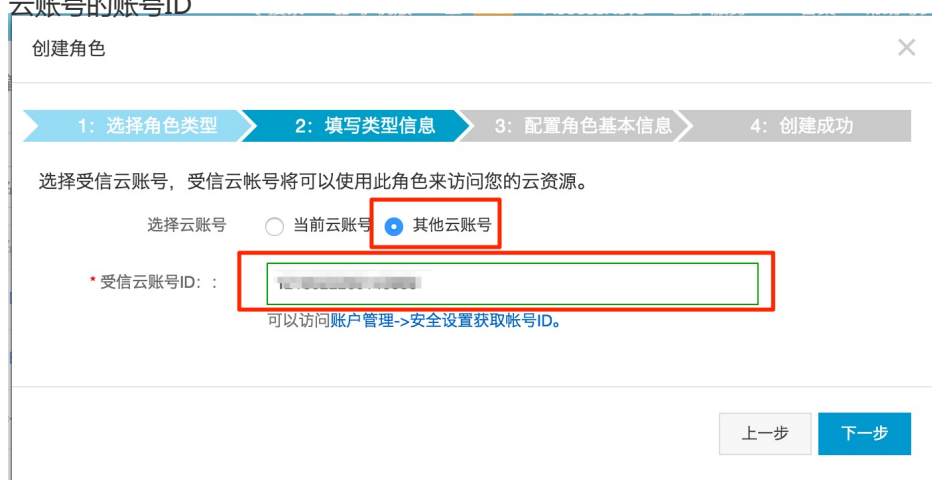 云账号的账号ID
创建角色
1: 选择角色类型 2: 填写类型信息 3: 配置角色基本信息 4: 创建成功
选择受信云账号，受信云帐号将可以使用此角色来访问您的云资源。
选择云账号 当前云账号 其他云账号
* 受信云账号ID: :
可以访问账户管理->安全设置获取帐号ID。
上一步 下一步